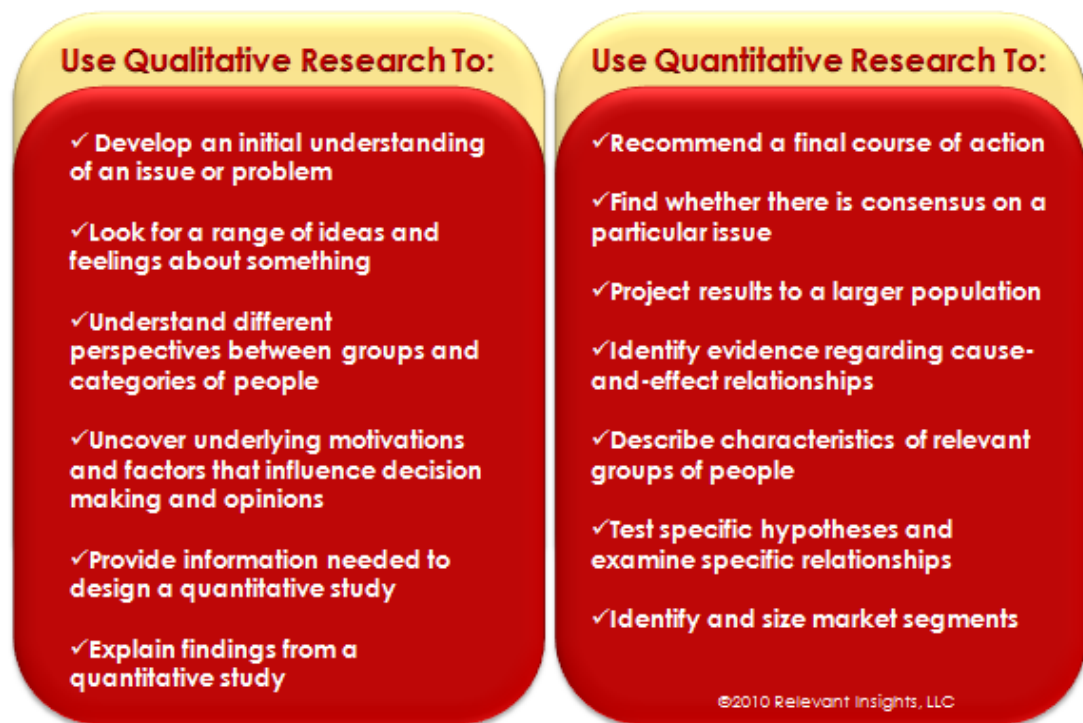 Use Qualitative Research To:
✓ Develop an initial understanding
of an issue or problem
✓Look for a range of ideas and
feelings about something
✓Understand different
perspectives between groups and
categories of people
✓Uncover underlying motivations
and factors that influence decision
making and opinions
✓Provide information needed to
design a quantitative study
✓Explain findings from a
quantitative study
Use Quantitative Research To:
✓Recommend a final course of action
✓Find whether there is consensus on a
particular issue
✓Project results to a larger population
✓Identify evidence regarding cause-
and-effect relationships
✓Describe characteristics of relevant
groups of people
✓Test specific hypotheses and
examine specific relationships
✓Identify and size market segments
©2010 Relevant Insights, LLC